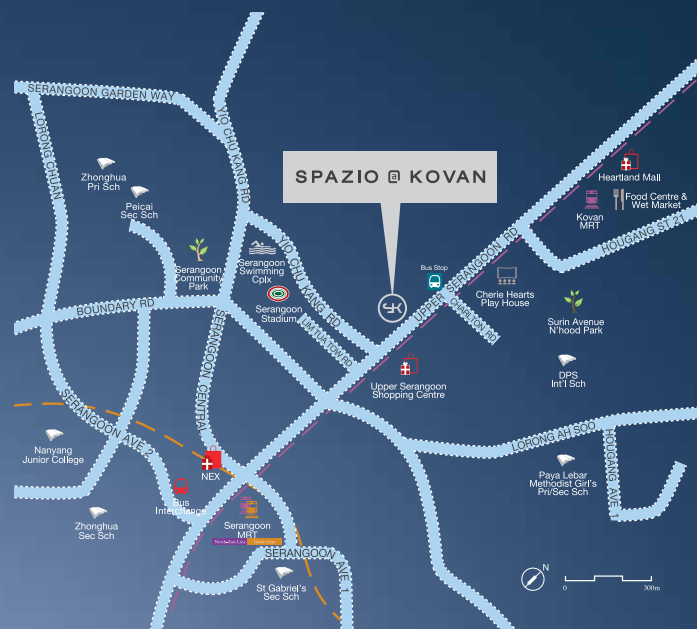 SERANGOON GARDEN WAY
LORONG CHUAN
YIO CHU KANG RD
Zhonghua
Pri Sch
Peicai
Sec Sch
SPAZIO @ KOVAN
Heartland Mall
Food Centre &
Wet Market
Kovan
MRT
HOUGANG ST 21
UPPER SERANGOON RD
Serangoon
Community
Park
Serangoon
Swimming
Cplx
YIO CHU KANG RD
Serangoon
Stadium
Bus Stop
Cherie Hearts
Play House
Surin Avenue
N'hood Park
BOUNDARY RD
SERANGOON CENTRAL
LIM TUA TOW RD
Upper Serangoon
Shopping Centre
DPS
Int'l Sch
SERANGOON AVE 2
LORONG AH SOO
HOUGANG AVE 1
Nanyang
Junior College
NEX
Bus
Interchange
Paya Lebar
Methodist Girl's
Pri/Sec Sch
Zhonghua
Sec Sch
Serangoon
MRT
SERANGOON AVE 1
St Gabriel's
Sec Sch
N
0
300m